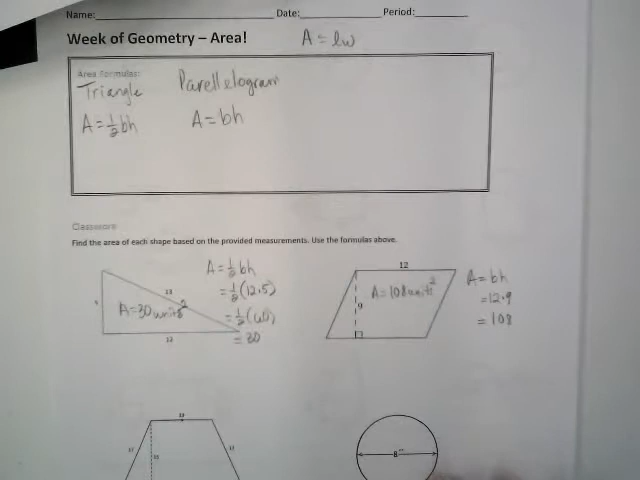 Name: Date: Period:
Week of Geometry – Area! A = lw
Area formulas:
Triangle Parellelogram
A = ½bh A = bh
Classwork
Find the area of each shape based on the provided measurements. Use the formulas above.
13
12
A = 30 units²
A = ½bh
= ½(12·5)
= ½(60)
= 30
12
9
A = 108 units²
A = bh
= 12·9
= 108
8